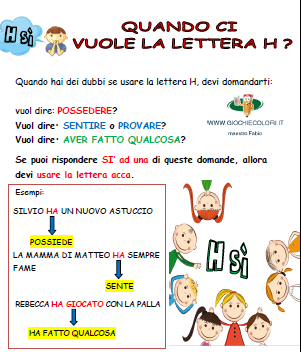 H sì
QUANDO CI
VUOLE LA LETTERA H ?
Quando hai dei dubbi se usare la lettera H, devi domandarti:
vuol dire: POSSEDERE?
Vuol dire· SENTIRE o PROVARE?
Vuol dire· AVER FATTO QUALCOSA?
WWW.GIOCHIECOLORI.IT
maestro Fabio
Se puoi rispondere SI' ad una di queste domande, allora
devi usare la lettera acca.
Esempi:
SILVIO HA UN NUOVO ASTUCCIO
POSSIEDE
LA MAMMA DI MATTEO HA SEMPRE
FAME
SENTE
REBECCA HA GIOCATO CON LA PALLA
HA FATTO QUALCOSA
H sì